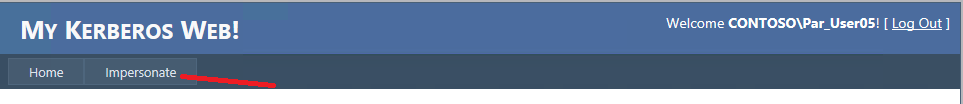 MY KERBEROS WEB!
Welcome CONTOSO\Par_User05! [ Log Out ]
Home Impersonate